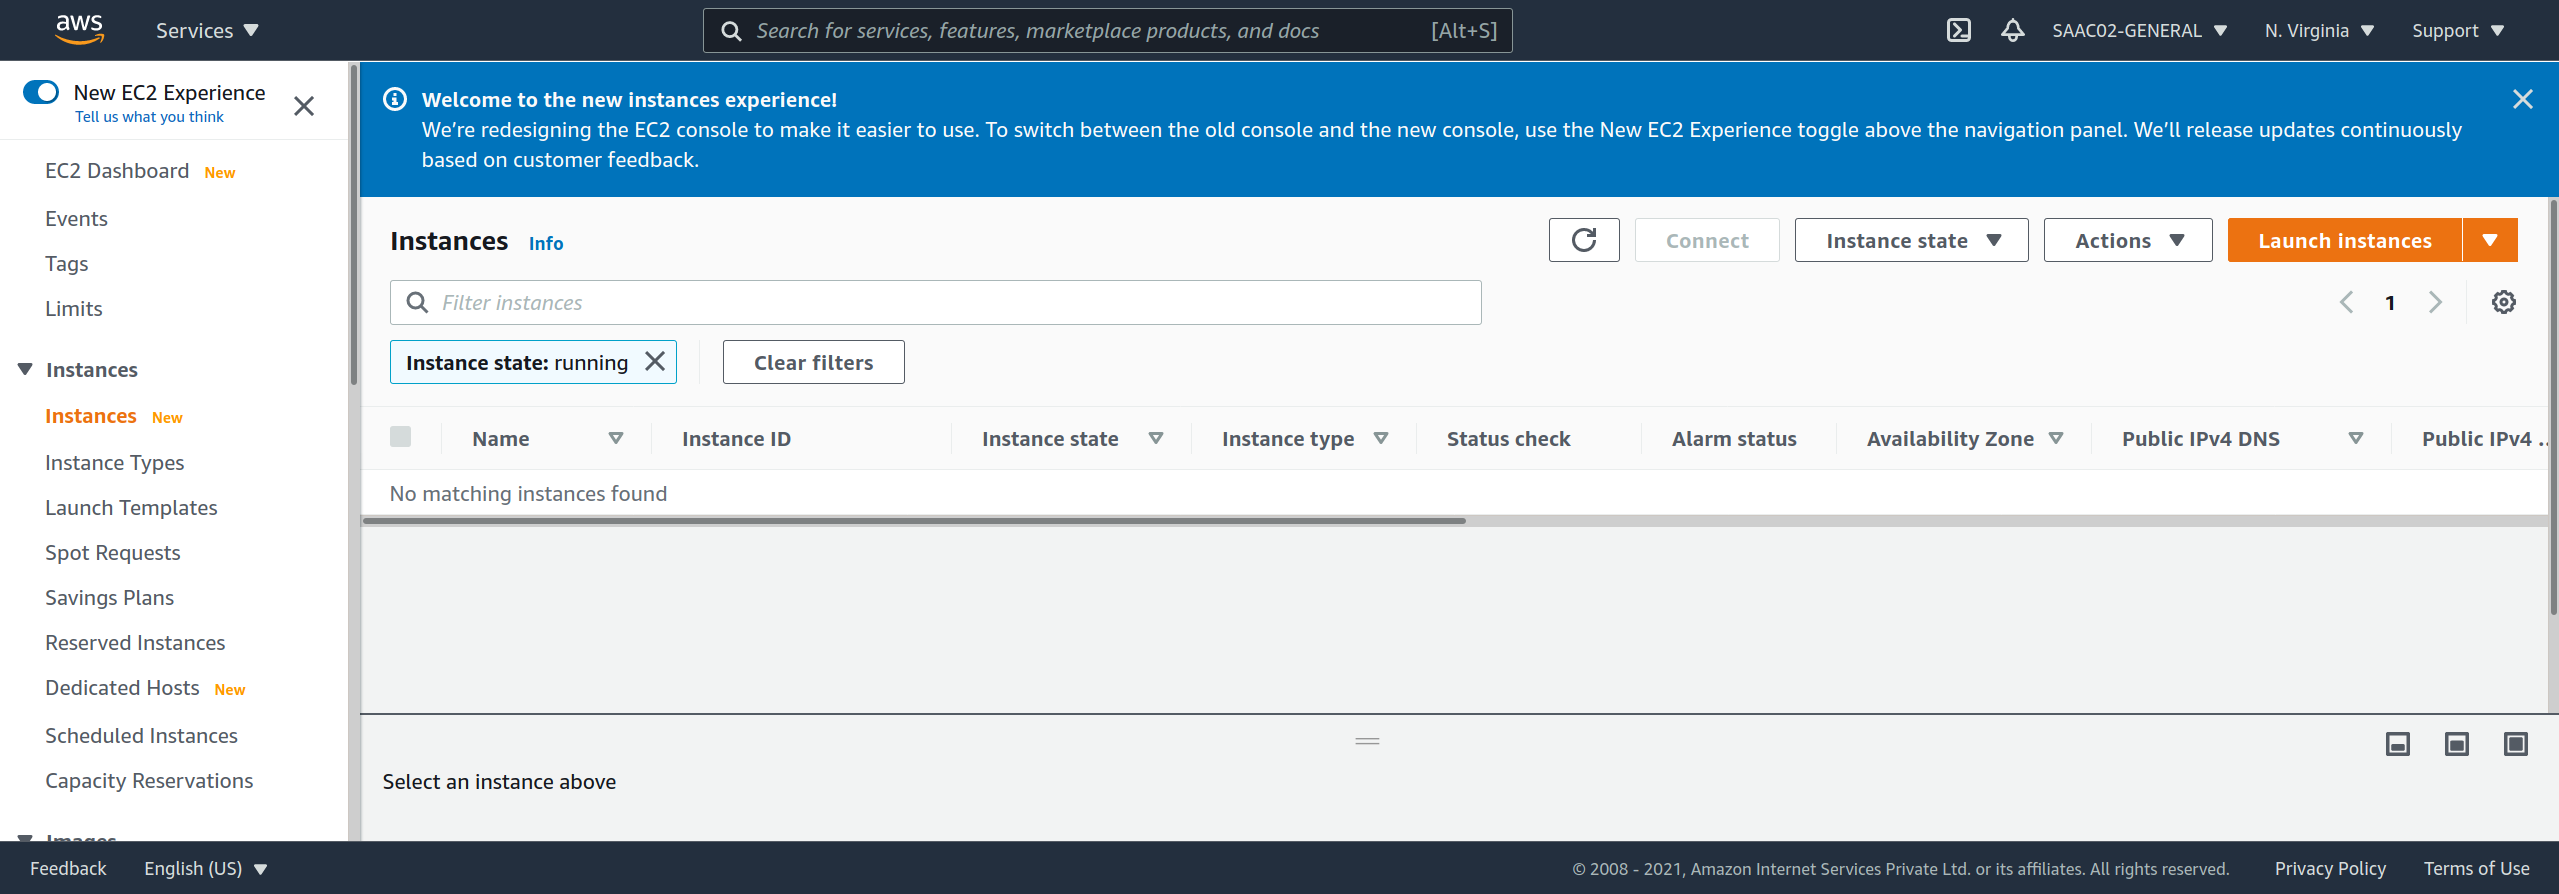 aws
Services
Search for services, features, marketplace products, and docs
[Alt+S]
SAAC02-GENERAL
N. Virginia
Support
New EC2 Experience
Tell us what you think
EC2 Dashboard New
Events
Tags
Limits
Instances
Instances New
Instance Types
Launch Templates
Spot Requests
Savings Plans
Reserved Instances
Dedicated Hosts New
Scheduled Instances
Capacity Reservations
Images
Welcome to the new instances experience!
We're redesigning the EC2 console to make it easier to use. To switch between the old console and the new console, use the New EC2 Experience toggle above the navigation panel. We'll release updates continuously
based on customer feedback.
Instances Info
Connect
Instance state
Actions
Launch instances
Filter instances
1
Instance state: running
Clear filters
Name
Instance ID
Instance state
Instance type
Status check
Alarm status
Availability Zone
Public IPv4 DNS
Public IPv4 ..
No matching instances found
Select an instance above
Feedback
English (US)
© 2008 - 2021, Amazon Internet Services Private Ltd. or its affiliates. All rights reserved.
Privacy Policy
Terms of Use